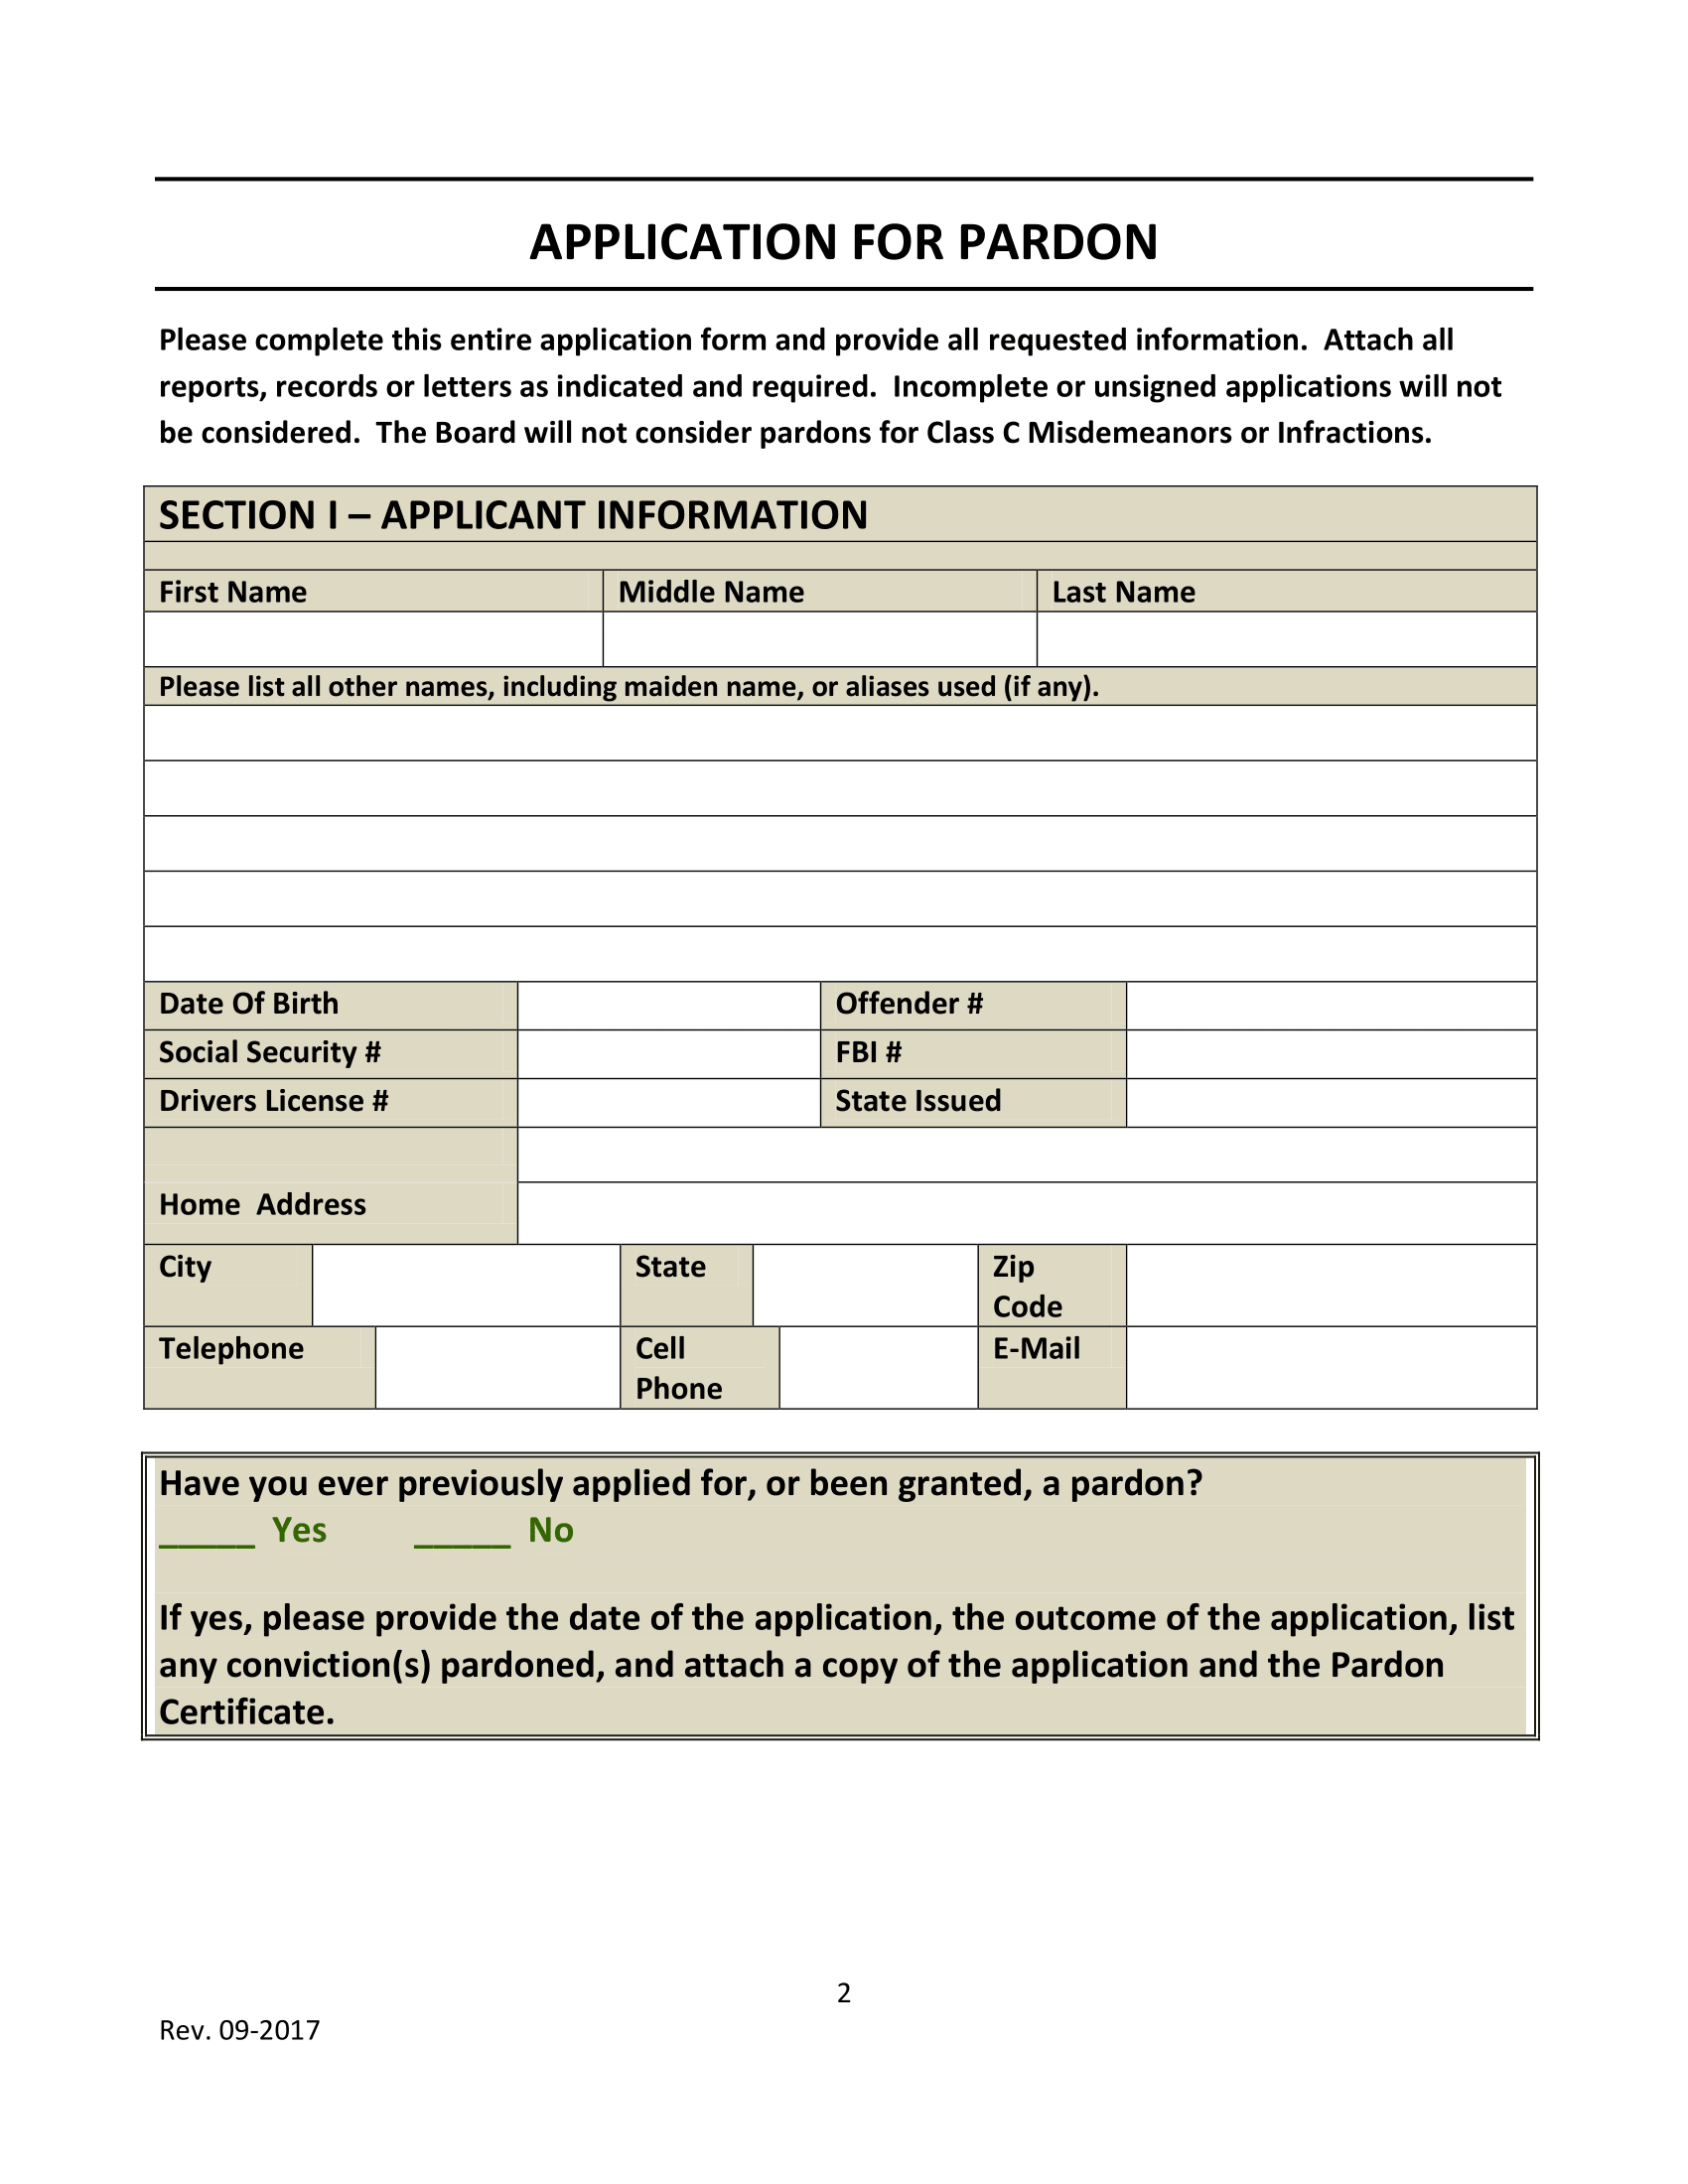 APPLICATION FOR PARDON
Please complete this entire application form and provide all requested information.  Attach all
reports, records or letters as indicated and required.  Incomplete or unsigned applications will not
be considered.  The Board will not consider pardons for Class C Misdemeanors or Infractions.
SECTION I – APPLICANT INFORMATION
First Name Middle Name Last Name
Please list all other names, including maiden name, or aliases used (if any).
Date Of Birth Offender #
Social Security # FBI #
Drivers License # State Issued
Home  Address
City State Zip
Code
Telephone Cell E-Mail
Phone
Have you ever previously applied for, or been granted, a pardon?
_____ Yes _____ No
If yes, please provide the date of the application, the outcome of the application, list
any conviction(s) pardoned, and attach a copy of the application and the Pardon
Certificate.
2
Rev. 09-2017